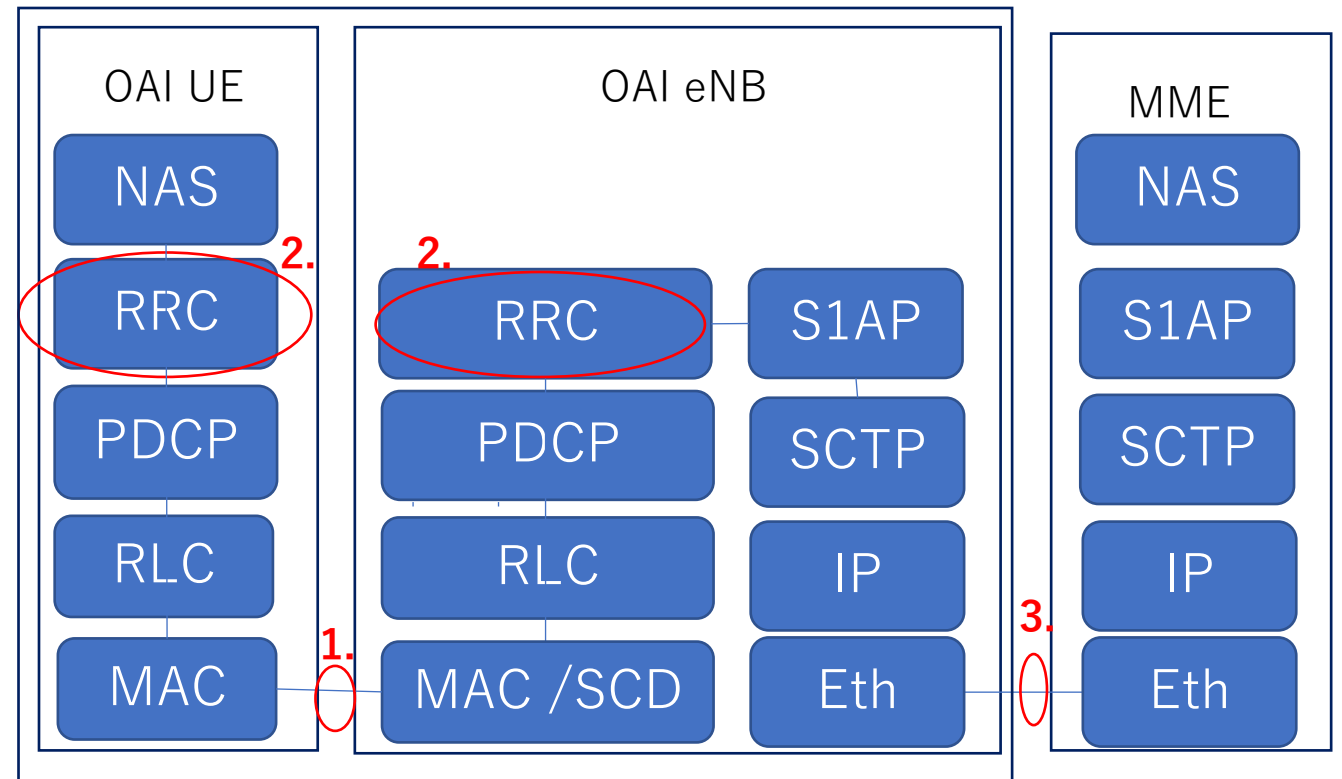 OAI UE
NAS
2.
RRC
PDCP
RLC
MAC
1.
OAI eNB
2.
RRC
PDCP
RLC
MAC /SCD
S1AP
SCTP
IP
Eth
3.
MME
NAS
S1AP
SCTP
IP
Eth